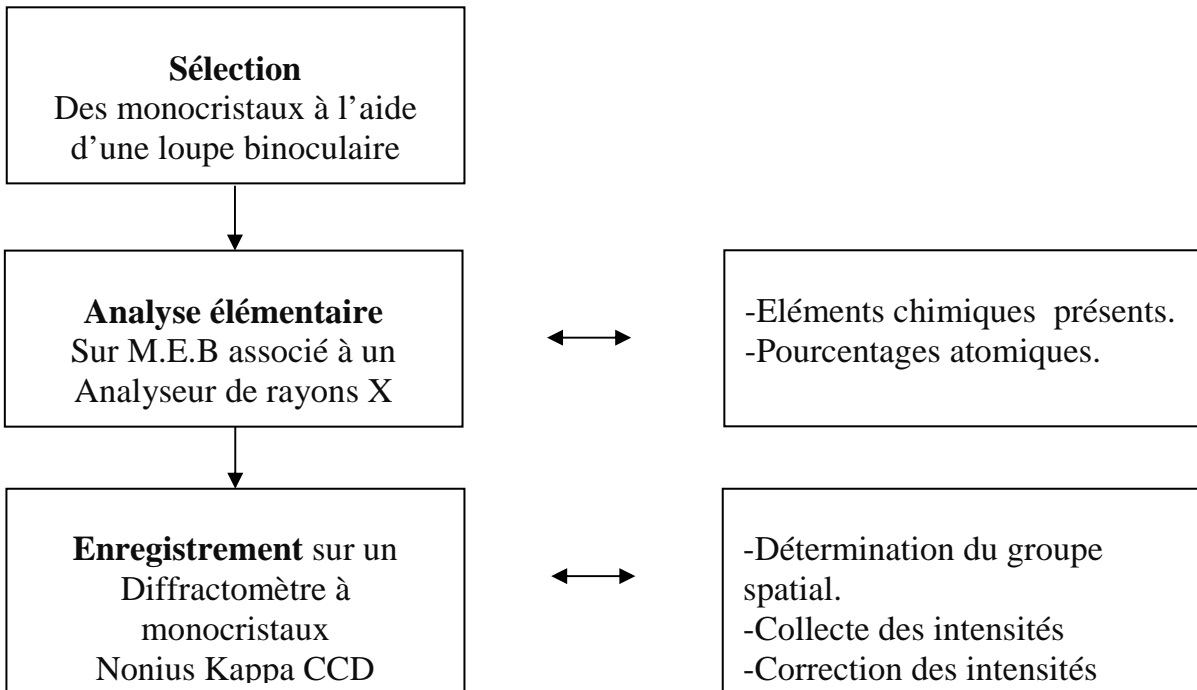 Sélection
Des monocristaux à l’aide
d’une loupe binoculaire
Analyse élémentaire
Sur M.E.B associé à un
Analyseur de rayons X
-Eléments chimiques présents.
-Pourcentages atomiques.
Enregistrement sur un
Diffractomètre à
monocristaux
Nonius Kappa CCD
-Détermination du groupe
spatial.
-Collecte des intensités
-Correction des intensités